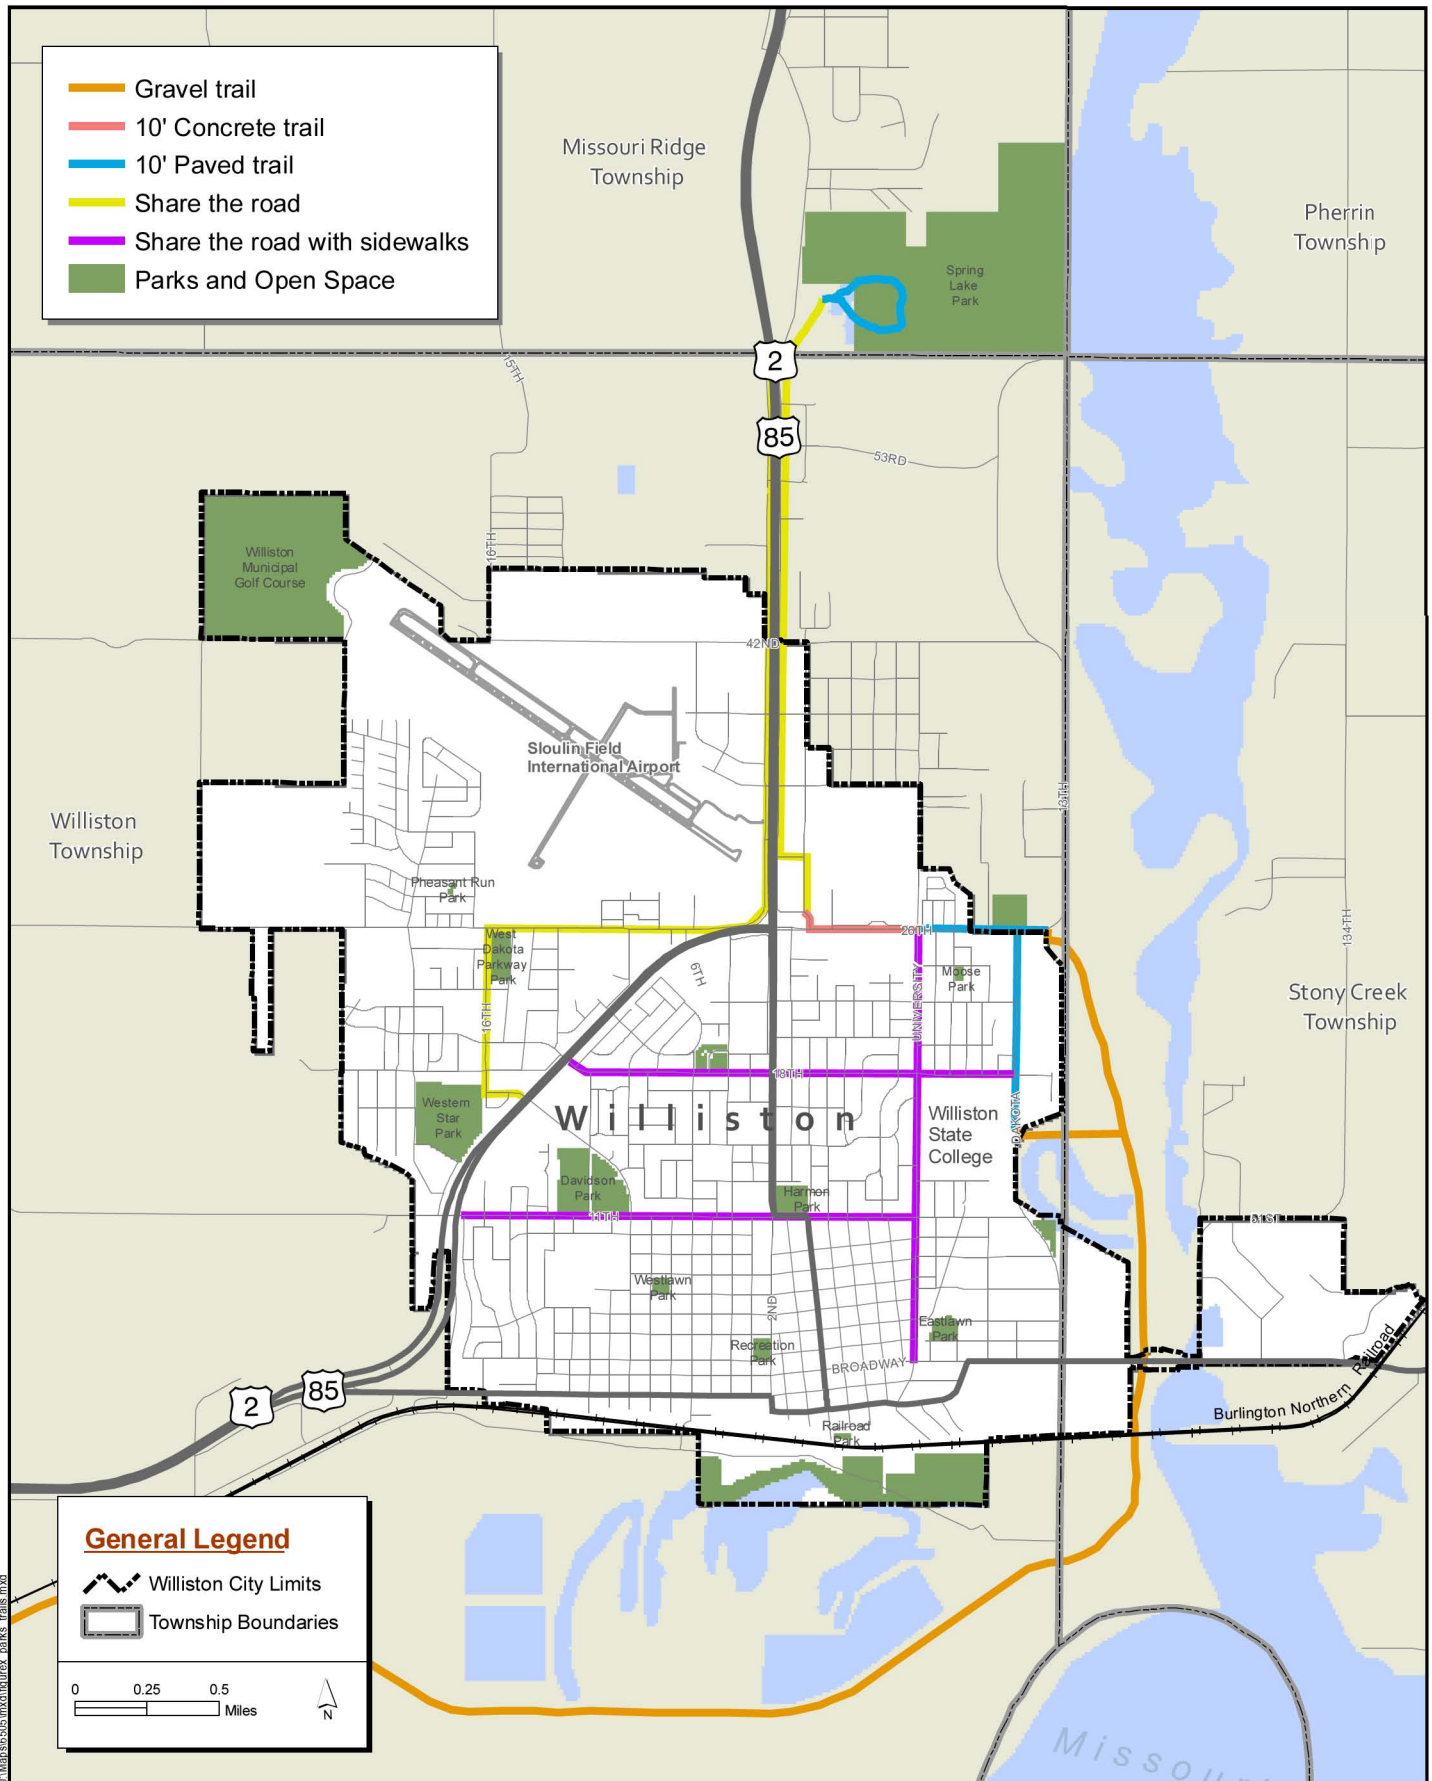 Gravel trail
10' Concrete trail
10' Paved trail
Share the road
Share the road with sidewalks
Parks and Open Space
Missouri Ridge
Township
Pherrin
Township
Spring
Lake
Park
2
15TH
85
53RD
16TH
Williston
Municipal
Golf Course
42ND
Sloulin Field
International Airport
13TH
Williston
Township
Pheasant Run
Park
134TH
26TH
West
Dakota
Parkway
Park
6TH
Moose
Park
UNIVERSITY
16TH
Stony Creek
Township
18TH
Western
Star
Park
Williston
Williston
State
College
DAKOTA
Davidson
Park
Harmon
Park
11TH
51ST
Westlawn
Park
2ND
Eastlawn
Park
Recreation
Park
BROADWAY
Railroad
Burlington Northern
85
2
Railroad
Park
General Legend
Williston City Limits
Township Boundaries
0 0.25 0.5
Miles
N
Missour